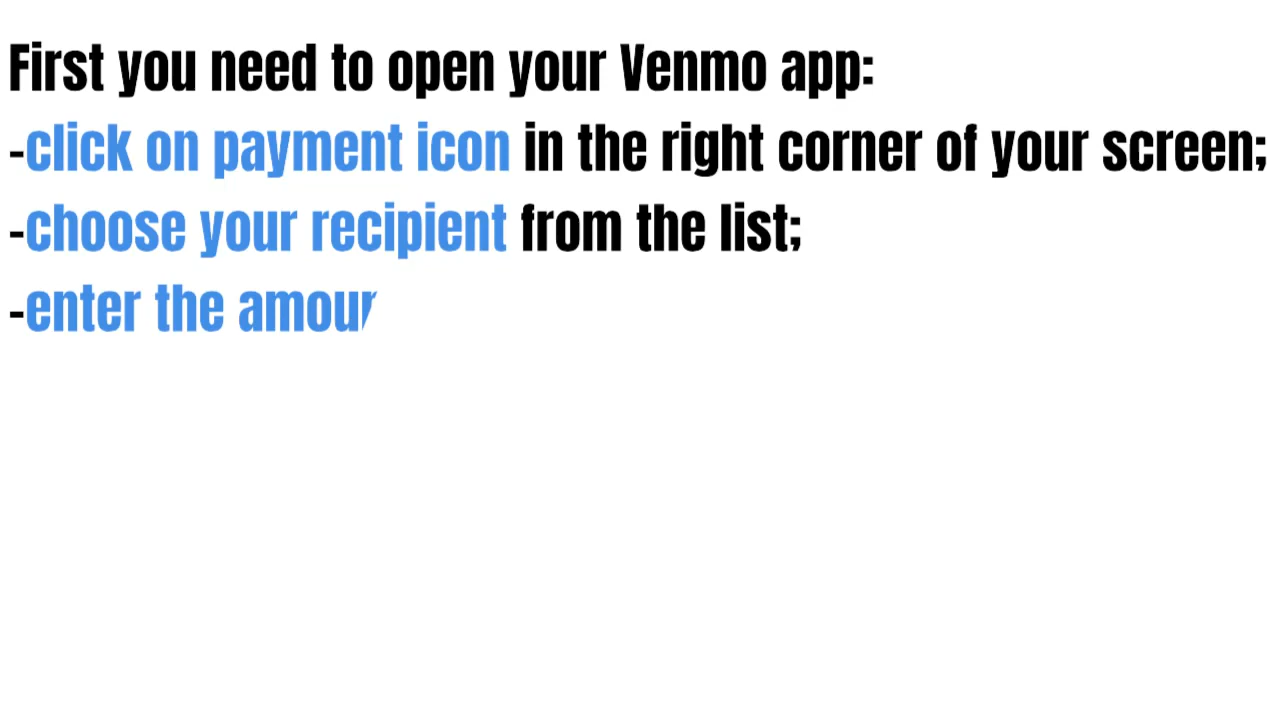 First you need to open your Venmo app:
-click on payment icon in the right corner of your screen;
-choose your recipient from the list;
-enter the